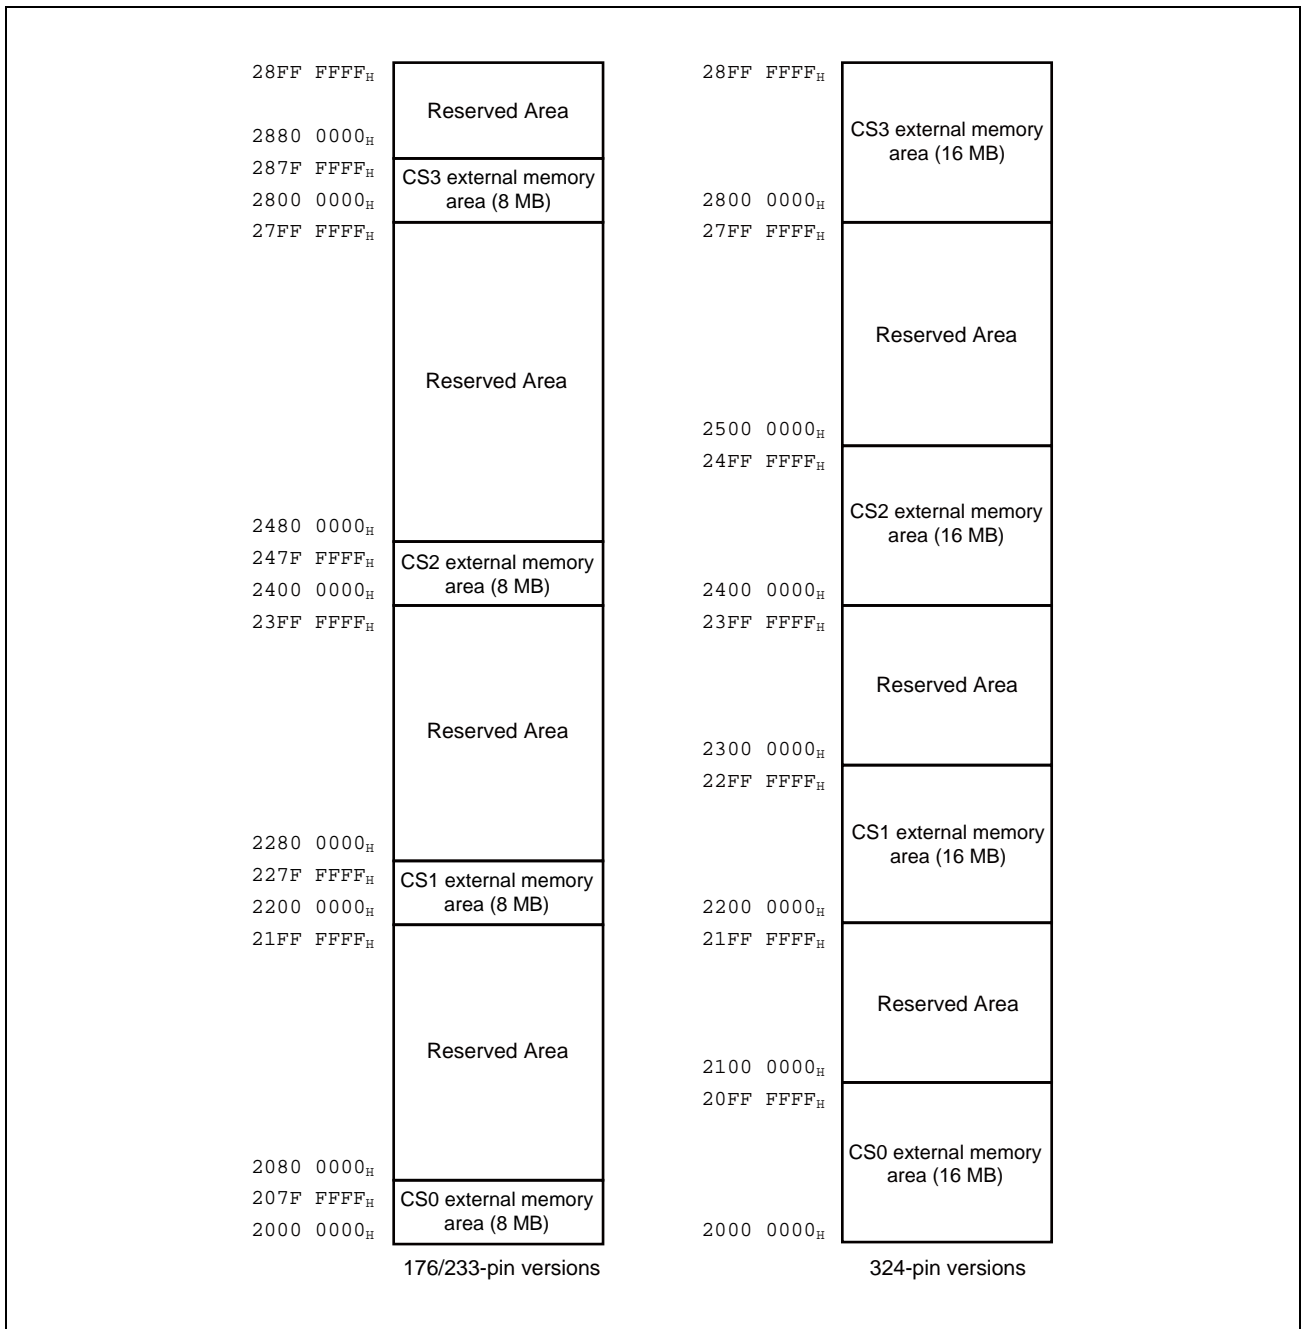 28FF FFFFH
Reserved Area
2880 0000H
287F FFFFH
CS3 external memory
area (8 MB)
2800 0000H
27FF FFFFH
Reserved Area
2480 0000H
247F FFFFH
CS2 external memory
area (8 MB)
2400 0000H
23FF FFFFH
Reserved Area
2280 0000H
227F FFFFH
CS1 external memory
area (8 MB)
2200 0000H
21FF FFFFH
Reserved Area
2080 0000H
207F FFFFH
CS0 external memory
area (8 MB)
2000 0000H
176/233-pin versions
28FF FFFFH
CS3 external memory
area (16 MB)
2800 0000H
27FF FFFFH
Reserved Area
2500 0000H
24FF FFFFH
CS2 external memory
area (16 MB)
2400 0000H
23FF FFFFH
Reserved Area
2300 0000H
22FF FFFFH
CS1 external memory
area (16 MB)
2200 0000H
21FF FFFFH
Reserved Area
2100 0000H
20FF FFFFH
CS0 external memory
area (16 MB)
2000 0000H
324-pin versions